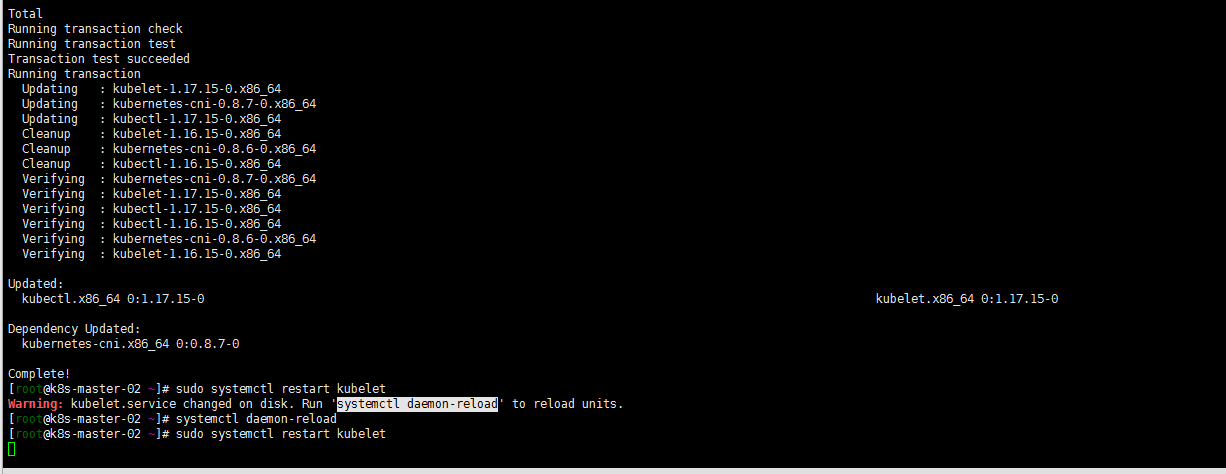 Total
Running transaction check
Running transaction test
Transaction test succeeded
Running transaction
  Updating   : kubelet-1.17.15-0.x86_64
  Updating   : kubernetes-cni-0.8.7-0.x86_64
  Updating   : kubectl-1.17.15-0.x86_64
  Cleanup    : kubelet-1.16.15-0.x86_64
  Cleanup    : kubernetes-cni-0.8.6-0.x86_64
  Cleanup    : kubectl-1.16.15-0.x86_64
  Verifying  : kubernetes-cni-0.8.7-0.x86_64
  Verifying  : kubelet-1.17.15-0.x86_64
  Verifying  : kubectl-1.17.15-0.x86_64
  Verifying  : kubectl-1.16.15-0.x86_64
  Verifying  : kubernetes-cni-0.8.6-0.x86_64
  Verifying  : kubelet-1.16.15-0.x86_64

Updated:
  kubectl.x86_64 0:1.17.15-0    kubelet.x86_64 0:1.17.15-0

Dependency Updated:
  kubernetes-cni.x86_64 0:0.8.7-0

Complete!
[root@k8s-master-02 ~]# sudo systemctl restart kubelet
Warning: kubelet.service changed on disk. Run 'systemctl daemon-reload' to reload units.
[root@k8s-master-02 ~]# systemctl daemon-reload
[root@k8s-master-02 ~]# sudo systemctl restart kubelet